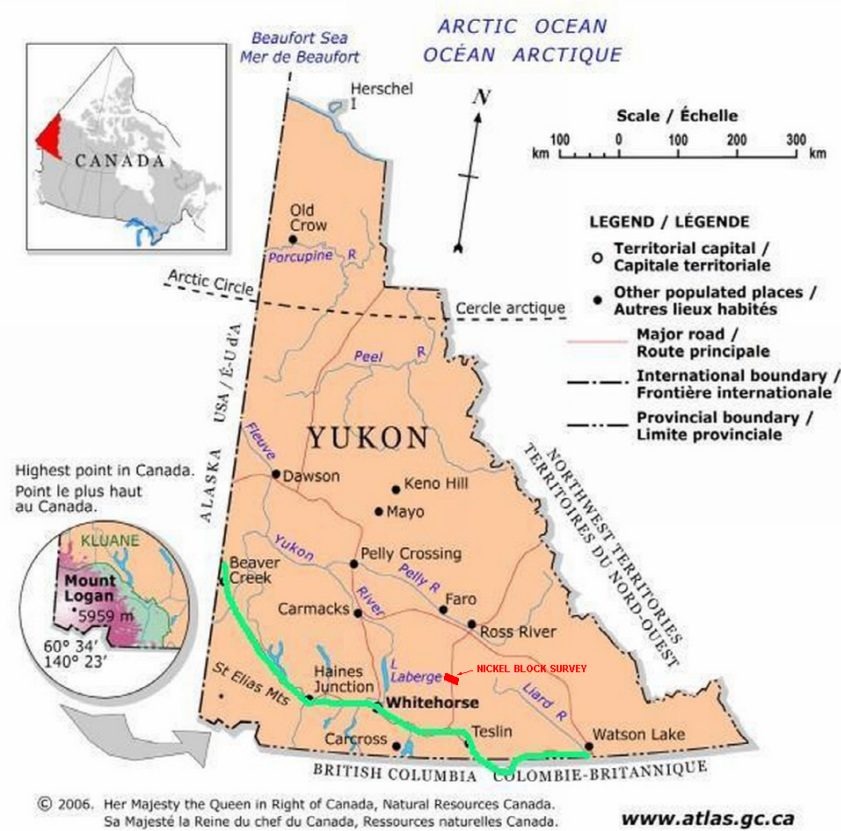 ARCTIC OCEAN
OCÉAN ARCTIQUE
Beaufort Sea
Mer de Beaufort
Herschel
I
N
Scale / Échelle
100 0 100 200 300
km km
CANADA
LEGEND / LÉGENDE
Territorial capital /
Capitale territoriale
Other populated places /
Autres lieux habités
Major road /
Route principale
International boundary /
Frontière internationale
Provincial boundary /
Limite provinciale
Old
Crow
Porcupine R
Arctic Circle
Cercle arctique
Peel R
ALASKA USA / É-U d'A
YUKON
Fleuve
Dawson
Keno Hill
Mayo
NORTHWEST TERRITORIES
TERRITOIRES DU NORD-OUEST
Highest point in Canada.
Point le plus haut
au Canada.
KLUANE
Mount
Logan
5959 m
60° 34'
140° 23'
Yukon
River
Pelly Crossing
Pelly R
Beaver
Creek
Carmacks
Faro
Ross River
L
Laberge
NICKEL BLOCK SURVEY
St Elias Mts
Haines
Junction
Whitehorse
Liard R
Carcross
Teslin
Watson Lake
BRITISH COLUMBIA COLOMBIE-BRITANNIQUE
© 2006. Her Majesty the Queen in Right of Canada, Natural Resources Canada.
Sa Majesté la Reine du chef du Canada, Ressources naturelles Canada.
www.atlas.gc.ca